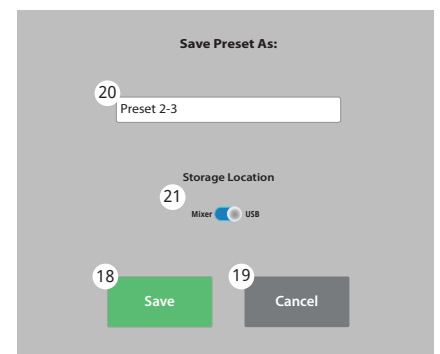 Save Preset As:
20
Preset 2-3
Storage Location
21
Mixer USB
18 19
Save Cancel